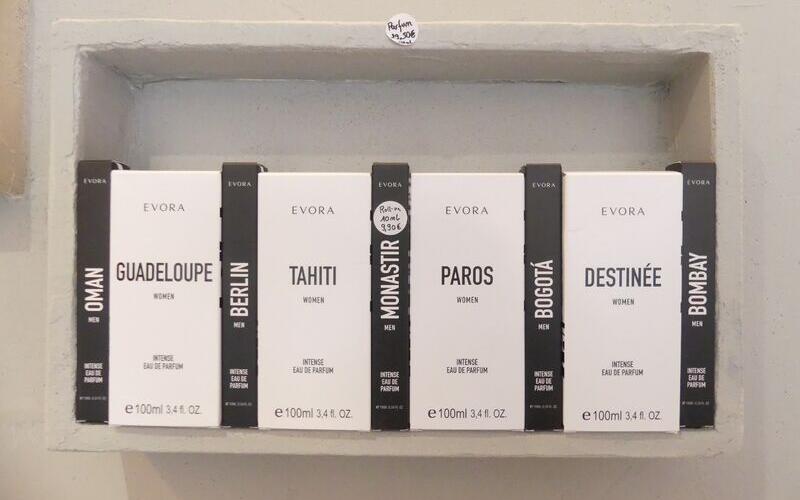 Parfum
39,50€
EVORA
OMAN
MEN
INTENSE
EAU DE
PARFUM
EVORA
GUADELOUPE
WOMEN
INTENSE
EAU DE PARFUM
e 100ml 3,4 fl. OZ.
EVORA
BERLIN
MEN
INTENSE
EAU DE
PARFUM
EVORA
TAHITI
WOMEN
INTENSE
EAU DE PARFUM
e 100ml 3,4 fl. OZ.
EVORA
Roll-on
10ml
9,90€
MONASTIR
MEN
INTENSE
EAU DE
PARFUM
EVORA
PAROS
WOMEN
INTENSE
EAU DE PARFUM
e 100ml 3,4 fl. OZ.
EVORA
BOGOTÁ
MEN
INTENSE
EAU DE
PARFUM
EVORA
DESTINÉE
WOMEN
INTENSE
EAU DE PARFUM
e 100ml 3,4 fl. OZ.
EVORA
BOMBAY
MEN
INTENSE
EAU DE
PARFUM